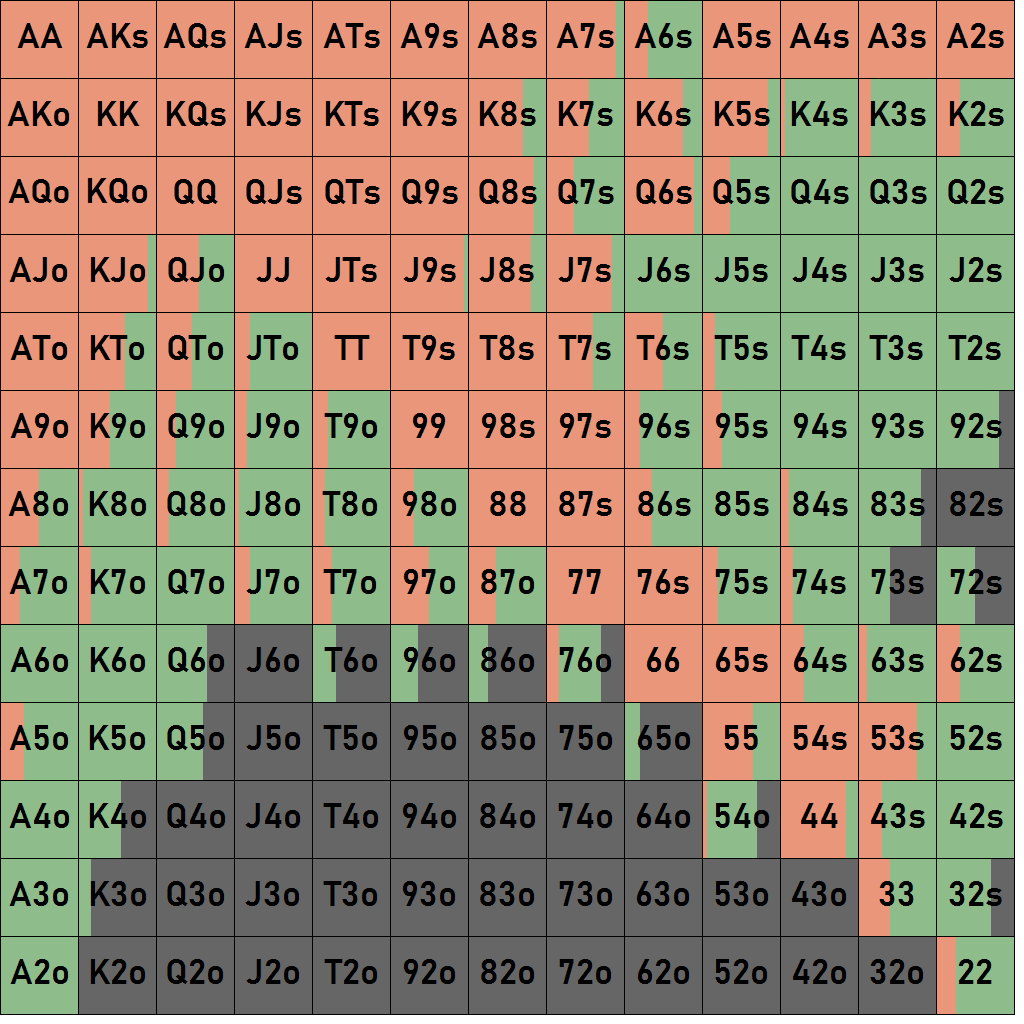 AA AKs AQs AJs ATs A9s A8s A7s A6s A5s A4s A3s A2s
AKo KK KQs KJs KTs K9s K8s K7s K6s K5s K4s K3s K2s
AQo KQo QQ QJs QTs Q9s Q8s Q7s Q6s Q5s Q4s Q3s Q2s
AJo KJo QJo JJ JTs J9s J8s J7s J6s J5s J4s J3s J2s
ATo KTo QTo JTo TT T9s T8s T7s T6s T5s T4s T3s T2s
A9o K9o Q9o J9o T9o 99 98s 97s 96s 95s 94s 93s 92s
A8o K8o Q8o J8o T8o 98o 88 87s 86s 85s 84s 83s 82s
A7o K7o Q7o J7o T7o 97o 87o 77 76s 75s 74s 73s 72s
A6o K6o Q6o J6o T6o 96o 86o 76o 66 65s 64s 63s 62s
A5o K5o Q5o J5o T5o 95o 85o 75o 65o 55 54s 53s 52s
A4o K4o Q4o J4o T4o 94o 84o 74o 64o 54o 44 43s 42s
A3o K3o Q3o J3o T3o 93o 83o 73o 63o 53o 43o 33 32s
A2o K2o Q2o J2o T2o 92o 82o 72o 62o 52o 42o 32o 22